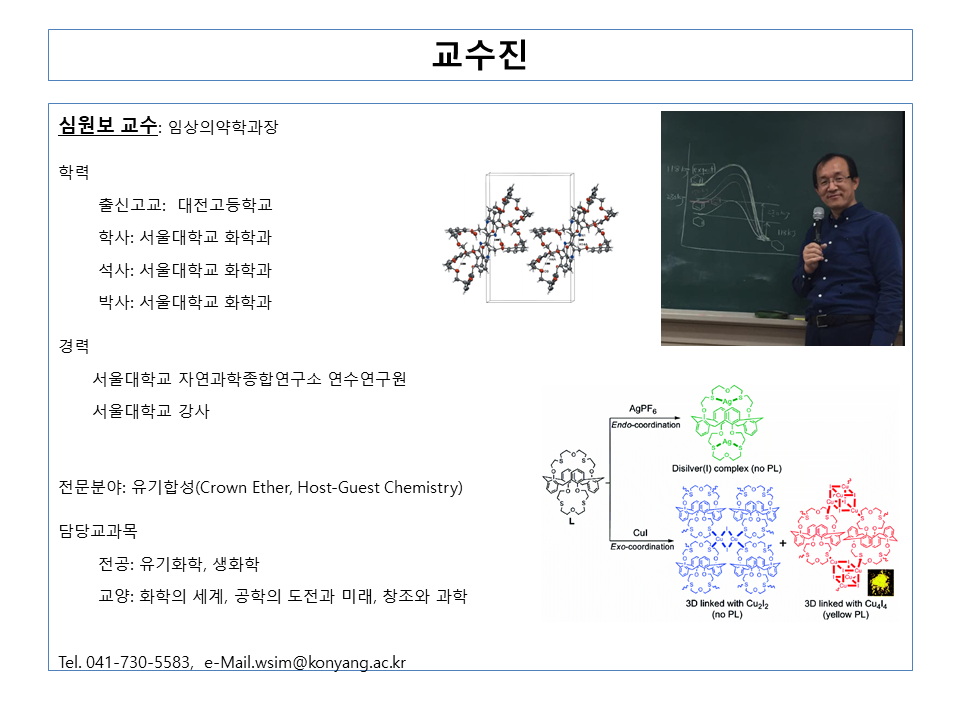 교수진
심원보 교수: 임상의약학과장
학력
출신고교: 대전고등학교
학사: 서울대학교 화학과
석사: 서울대학교 화학과
박사: 서울대학교 화학과
경력
서울대학교 자연과학종합연구소 연수연구원
서울대학교 강사
전문분야: 유기합성(Crown Ether, Host-Guest Chemistry)
담당교과목
전공: 유기화학, 생화학
교양: 화학의 세계, 공학의 도전과 미래, 창조와 과학
Tel. 041-730-5583, e-Mail.wsim@konyang.ac.kr
AgPF6
Endo-coordination
Ag
Ag
Disilver(I) complex (no PL)
L
CuI
Exo-coordination
+
3D linked with Cu2I2
(no PL)
3D linked with Cu4I4
(yellow PL)